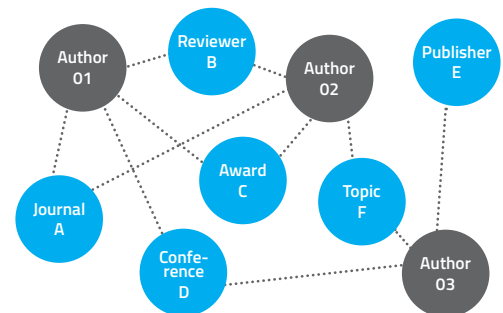 Author
01
Reviewer
B
Author
02
Publisher
E
Journal
A
Award
C
Topic
F
Confe-
rence
D
Author
03